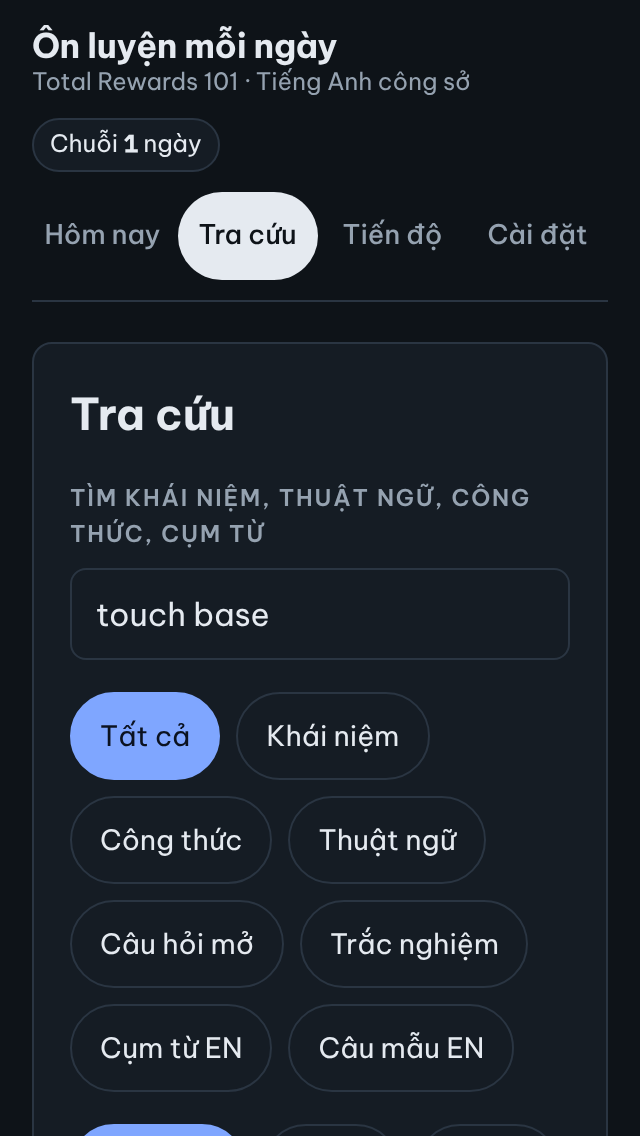 Ôn luyện mỗi ngày
Total Rewards 101 · Tiếng Anh công sở
Chuỗi 1 ngày
Hôm nay Tra cứu Tiến độ Cài đặt
Tra cứu
TÌM KHÁI NIỆM, THUẬT NGỮ, CÔNG
THỨC, CỤM TỪ
touch base
Tất cả Khái niệm
Công thức Thuật ngữ
Câu hỏi mở Trắc nghiệm
Cụm từ EN Câu mẫu EN